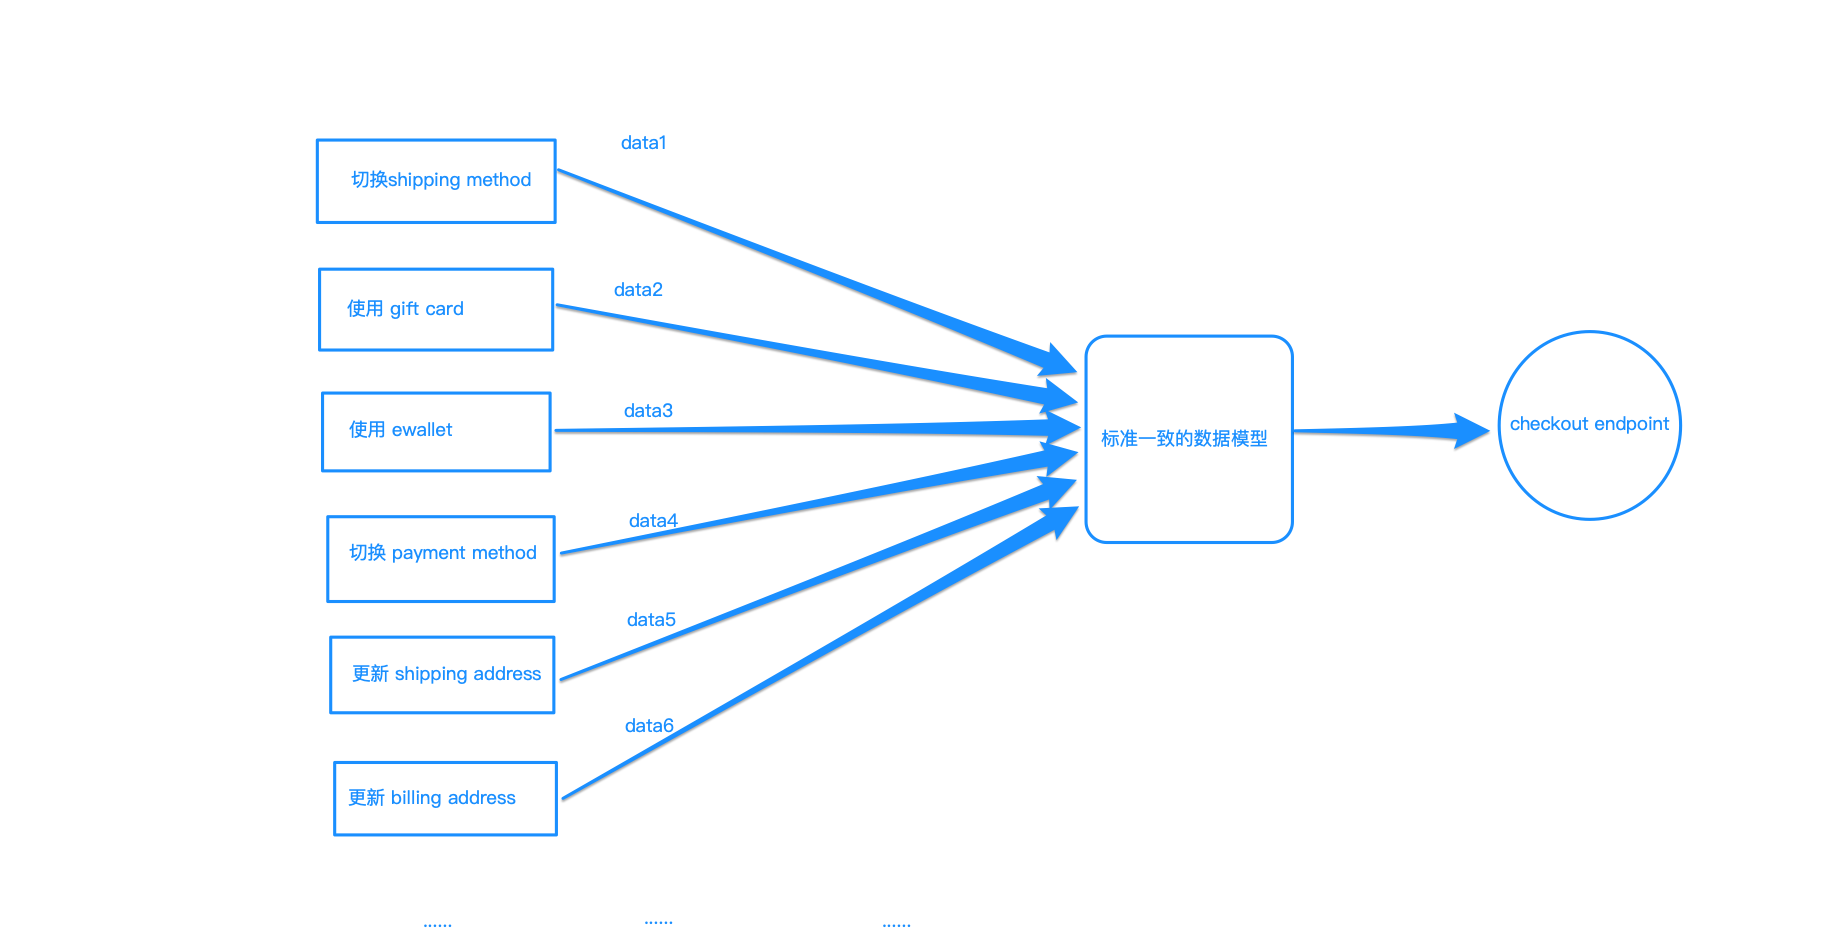 data1
切换shipping method
data2
使用 gift card
data3
使用 ewallet
data4
切换 payment method
data5
更新 shipping address
data6
更新 billing address
标准一致的数据模型
checkout endpoint
......
......
......